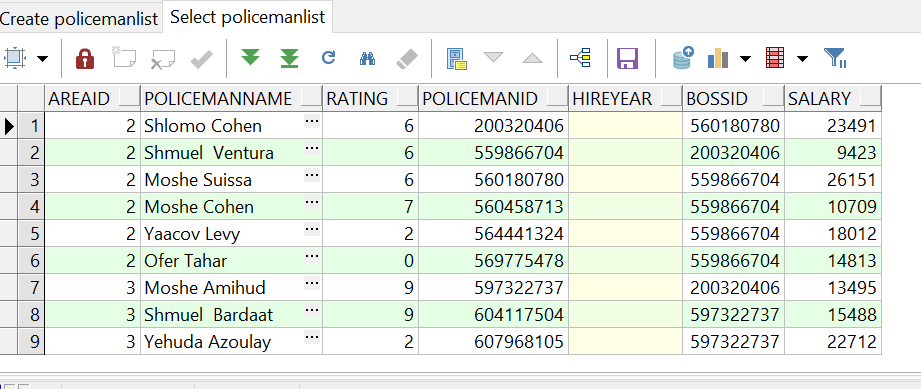 Create policemanlist Select policemanlist
AREAID POLICEMANNAME RATING POLICEMANID HIREYEAR BOSSID SALARY
1 2 Shlomo Cohen ... 6 200320406 560180780 23491
2 2 Shmuel  Ventura ... 6 559866704 200320406 9423
3 2 Moshe Suissa ... 6 560180780 559866704 26151
4 2 Moshe Cohen ... 7 560458713 559866704 10709
5 2 Yaacov Levy ... 2 564441324 559866704 18012
6 2 Ofer Tahar ... 0 569775478 559866704 14813
7 3 Moshe Amihud ... 9 597322737 200320406 13495
8 3 Shmuel  Bardaat ... 9 604117504 597322737 15488
9 3 Yehuda Azoulay ... 2 607968105 597322737 22712